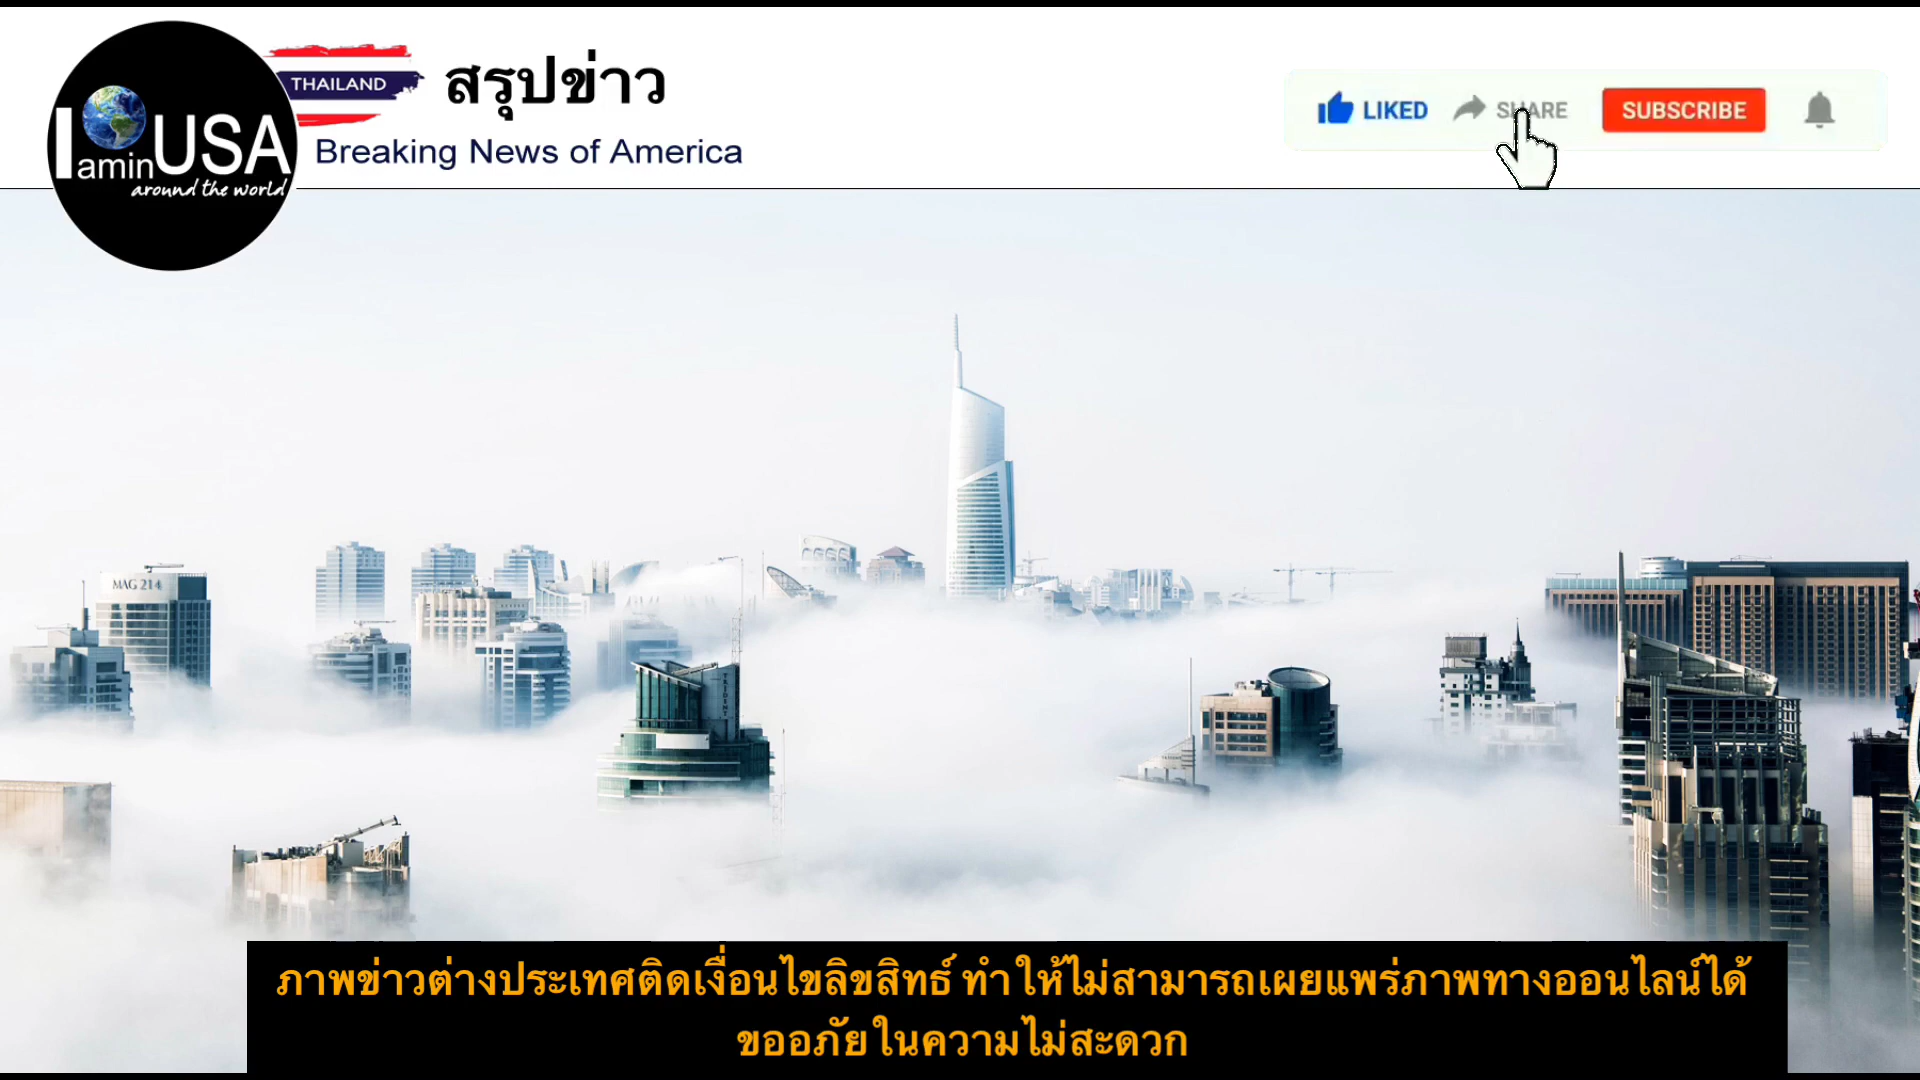 THAILAND
สรุปข่าว
Breaking News of America
I aminUSA
around the world
LIKED
SHARE
SUBSCRIBE
MAG 214
TRIDENT
ภาพข่าวต่างประเทศติดเงื่อนไขลิขสิทธ์ ทำให้ไม่สามารถเผยแพร่ภาพทางออนไลน์ได้
ขออภัยในความไม่สะดวก